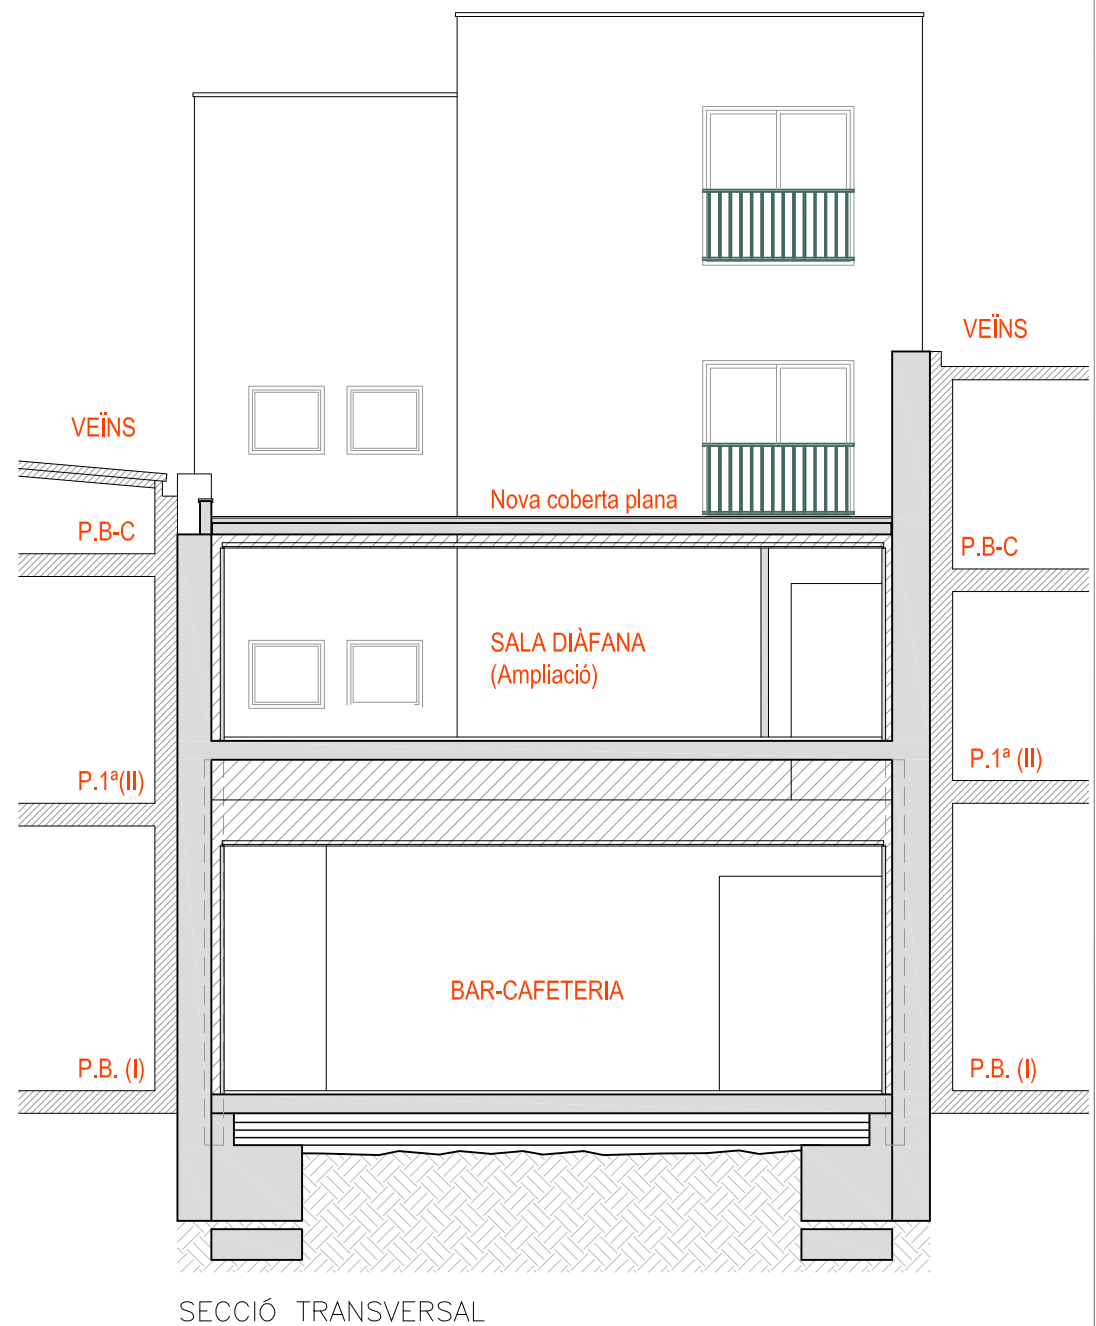 VEÏNS
VEÏNS
Nova coberta plana
P.B-C
P.B-C
SALA DIÀFANA
(Ampliació)
P.1ª(II)
P.1ª (II)
BAR-CAFETERIA
P.B. (I)
P.B. (I)
SECCIÓ TRANSVERSAL